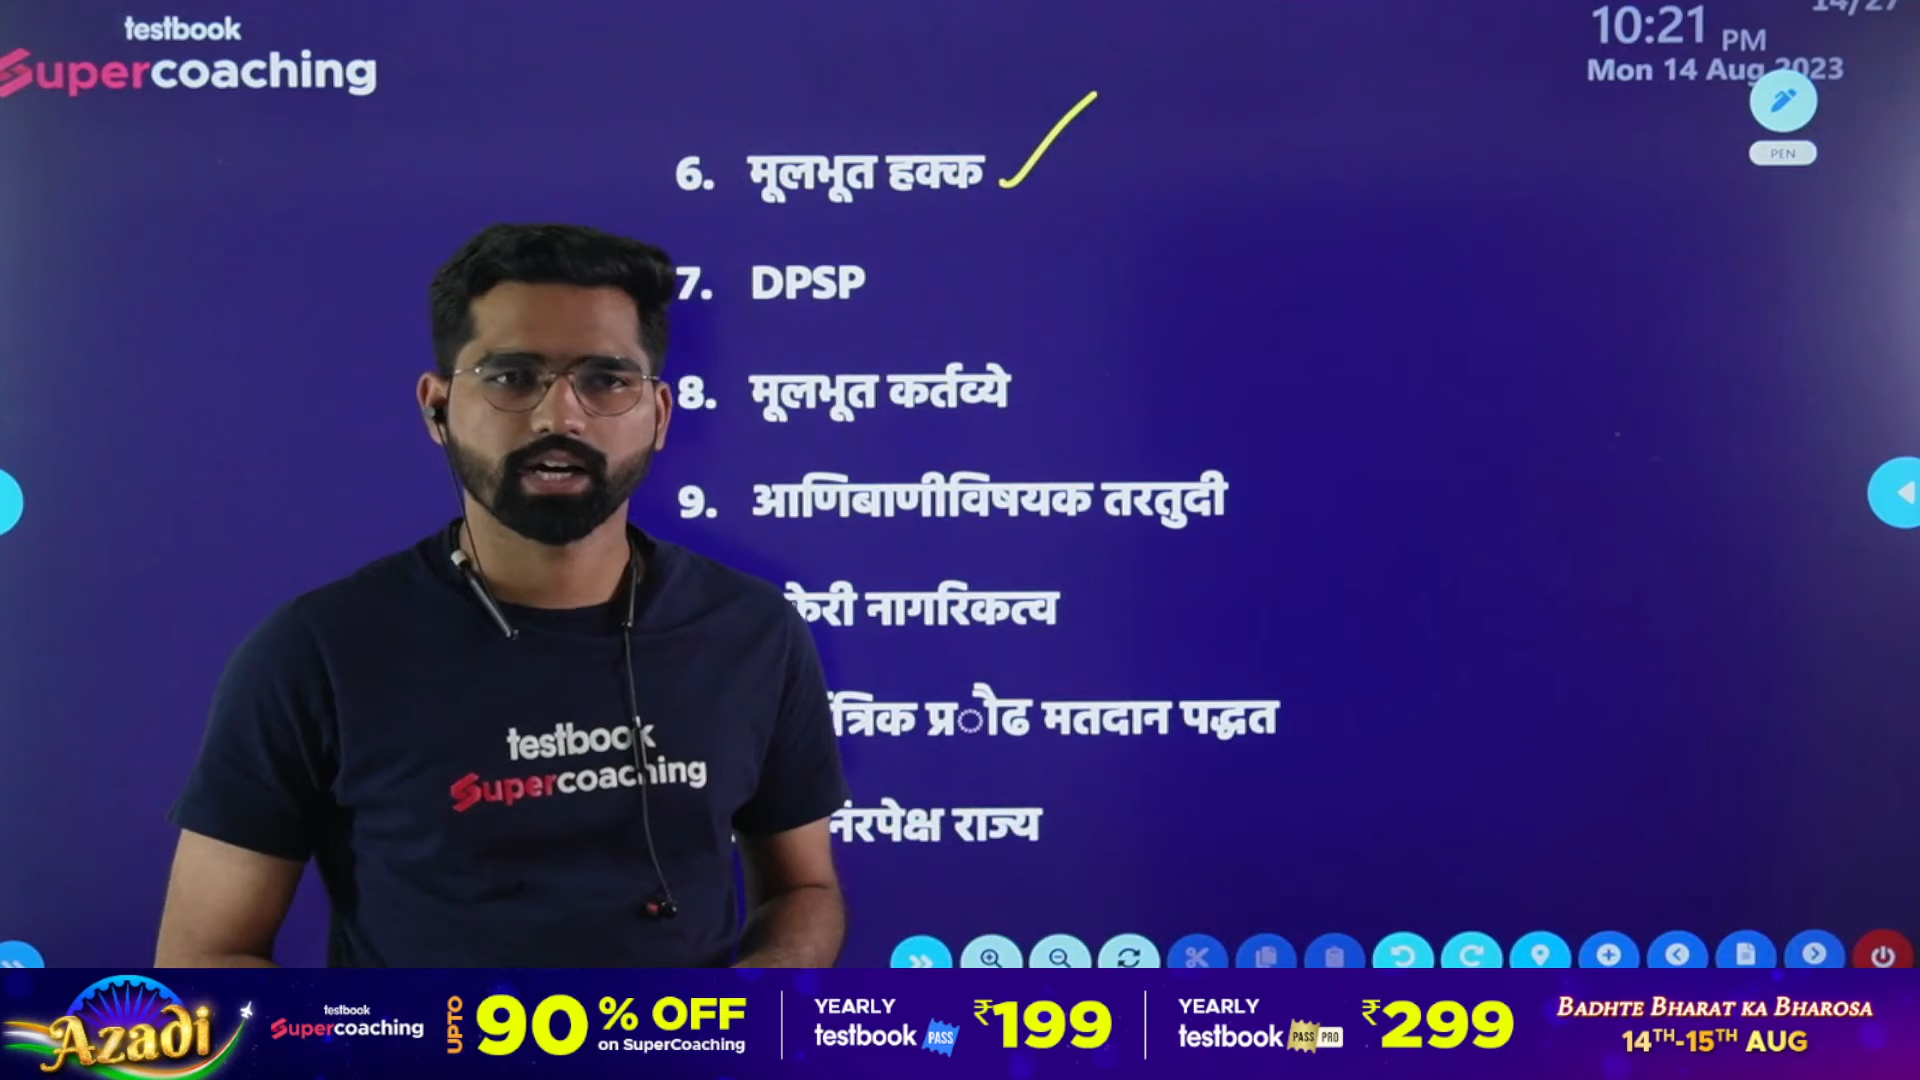 testbook
Supercoaching
10:21 PM
Mon 14 Aug 2023
PEN
6. मूलभूत हक्क
7. DPSP
8. मूलभूत कर्तव्ये
9. आणिबाणीविषयक तरतुदी
केरी नागरिकत्व
त्रिक प्रौढ मतदान पद्धत
राज्य
testbook
Supercoaching
Azadi
testbook
Supercoaching
UPTO 90% OFF
on SuperCoaching
YEARLY
testbook PASS
₹199
YEARLY
testbook PASS PRO
₹299
BADHTE BHARAT KA BHAROSA
14TH-15TH AUG